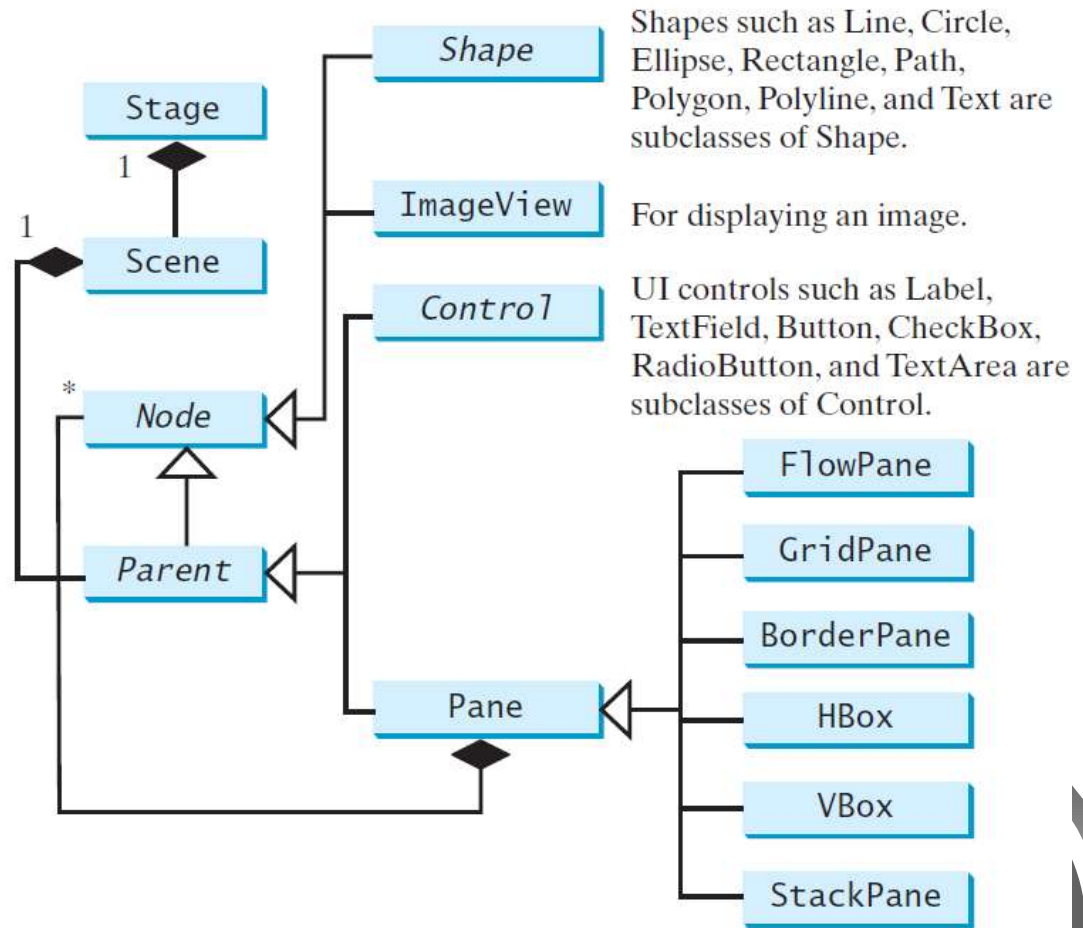 Shape
Shapes such as Line, Circle,
Ellipse, Rectangle, Path,
Polygon, Polyline, and Text are
subclasses of Shape.
Stage
1
ImageView
For displaying an image.
1
Scene
Control
UI controls such as Label,
TextField, Button, CheckBox,
RadioButton, and TextArea are
subclasses of Control.
*
Node
FlowPane
GridPane
Parent
BorderPane
Pane
HBox
VBox
StackPane